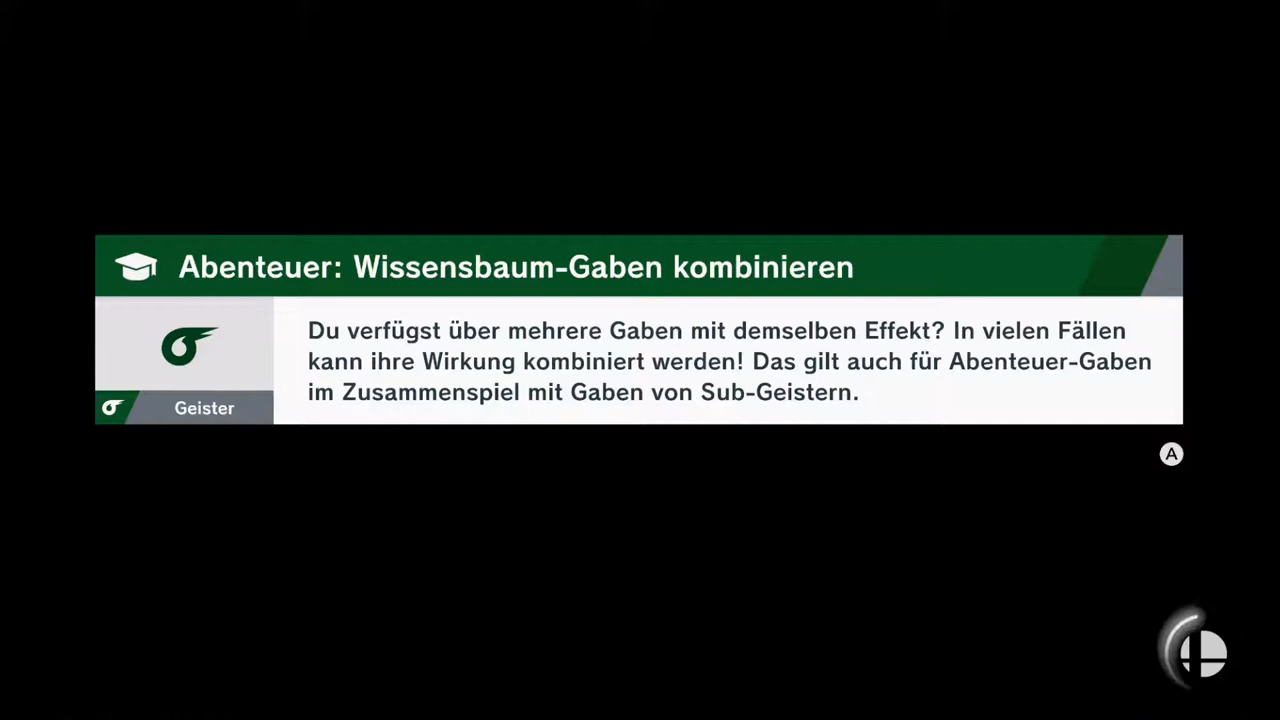 Abenteuer: Wissensbaum-Gaben kombinieren
Du verfügst über mehrere Gaben mit demselben Effekt? In vielen Fällen
kann ihre Wirkung kombiniert werden! Das gilt auch für Abenteuer-Gaben
im Zusammenspiel mit Gaben von Sub-Geistern.
Geister
A